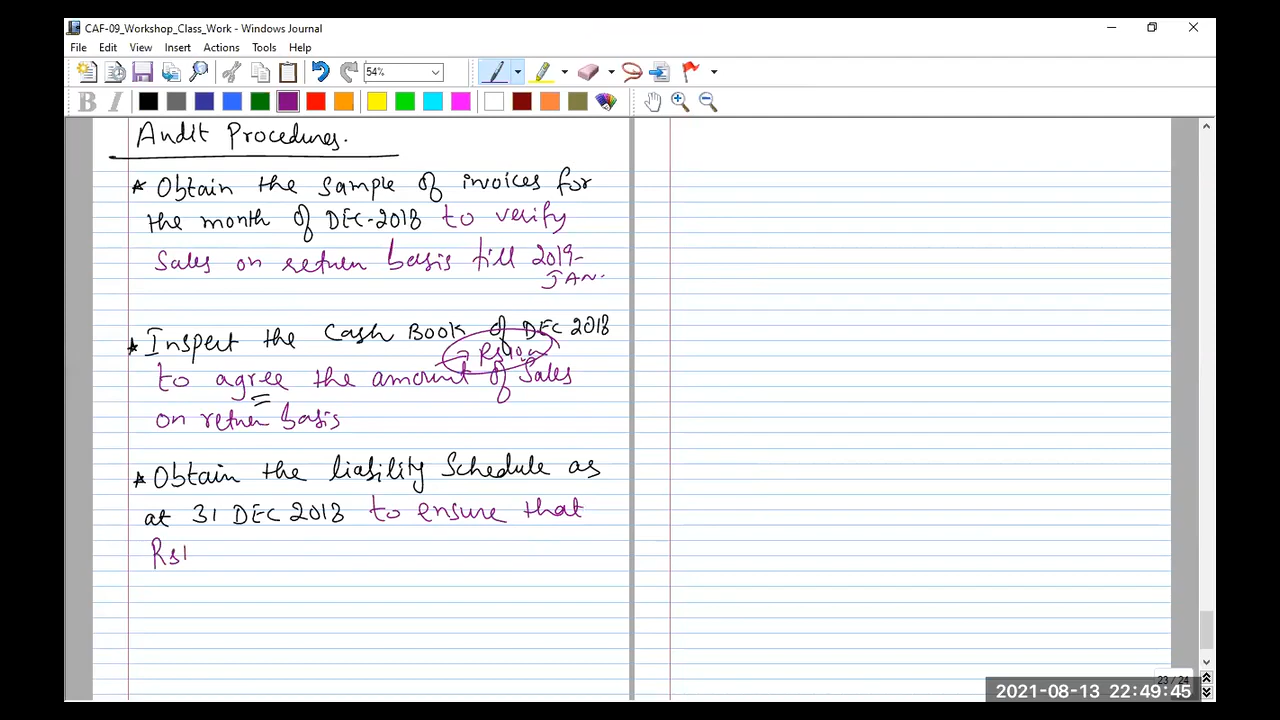 CAF-09_Workshop_Class_Work - Windows Journal
File Edit View Insert Actions Tools Help
54%
B I
Audit Procedures.
* Obtain the sample of invoices for
the month of DEC-2018 to verify
Sales on return basis till 2019-
JAN.
* Inspect the Cash Book of DEC 2018
to agree the amount of Sales
on return basis
* Obtain the liability Schedule as
at 31 DEC 2018 to ensure that
Rs1
23 / 24
2021-08-13 22:49:45